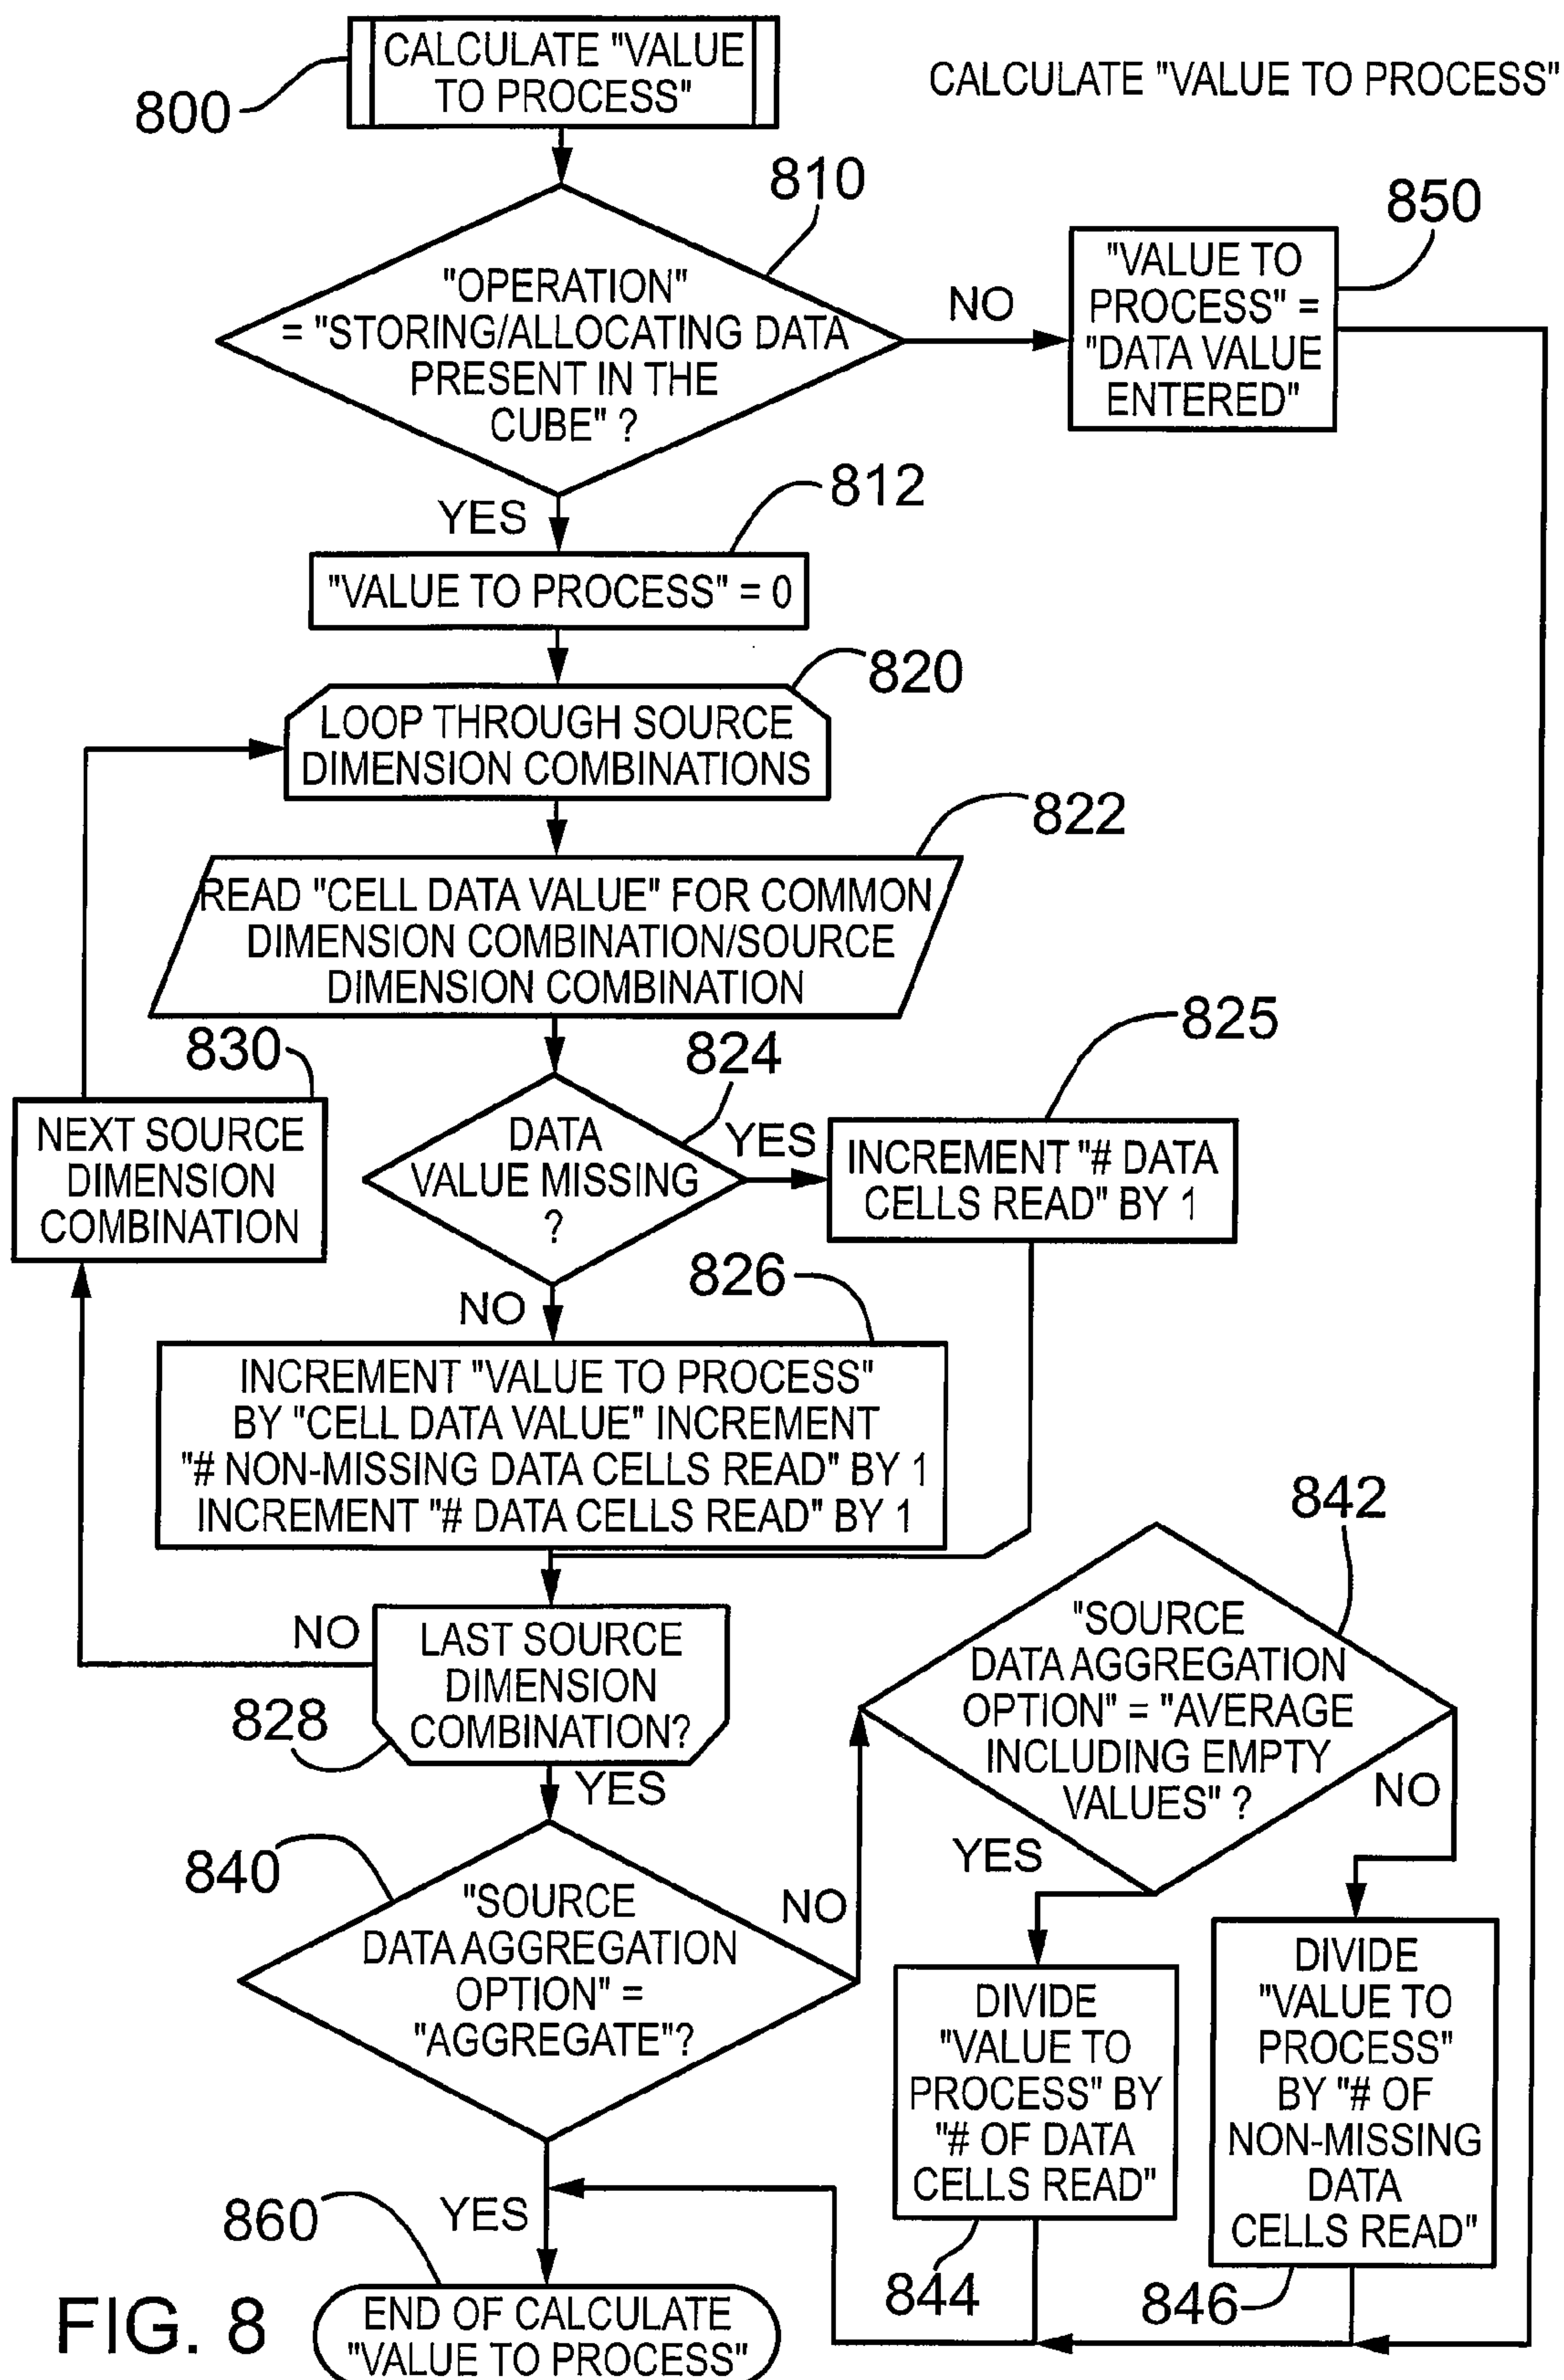 CALCULATE "VALUE
TO PROCESS"
CALCULATE "VALUE TO PROCESS"
800
810
"OPERATION"
= "STORING/ALLOCATING DATA
PRESENT IN THE
CUBE" ?
NO
850
"VALUE TO
PROCESS" =
"DATA VALUE
ENTERED"
YES
812
"VALUE TO PROCESS" = 0
820
LOOP THROUGH SOURCE
DIMENSION COMBINATIONS
822
READ "CELL DATA VALUE" FOR COMMON
DIMENSION COMBINATION/SOURCE
DIMENSION COMBINATION
830
NEXT SOURCE
DIMENSION
COMBINATION
824
DATA
VALUE MISSING
?
YES
825
INCREMENT "# DATA
CELLS READ" BY 1
NO
826
INCREMENT "VALUE TO PROCESS"
BY "CELL DATA VALUE" INCREMENT
"# NON-MISSING DATA CELLS READ" BY 1
INCREMENT "# DATA CELLS READ" BY 1
NO
LAST SOURCE
DIMENSION
COMBINATION?
828
YES
842
"SOURCE
DATA AGGREGATION
OPTION" = "AVERAGE
INCLUDING EMPTY
VALUES" ?
NO
YES
840
"SOURCE
DATA AGGREGATION
OPTION" =
"AGGREGATE"?
NO
DIVIDE
"VALUE TO
PROCESS" BY
"# OF DATA
CELLS READ"
844
DIVIDE
"VALUE TO
PROCESS"
BY "# OF
NON-MISSING
DATA
CELLS READ"
846
YES
860
END OF CALCULATE
"VALUE TO PROCESS"
FIG. 8